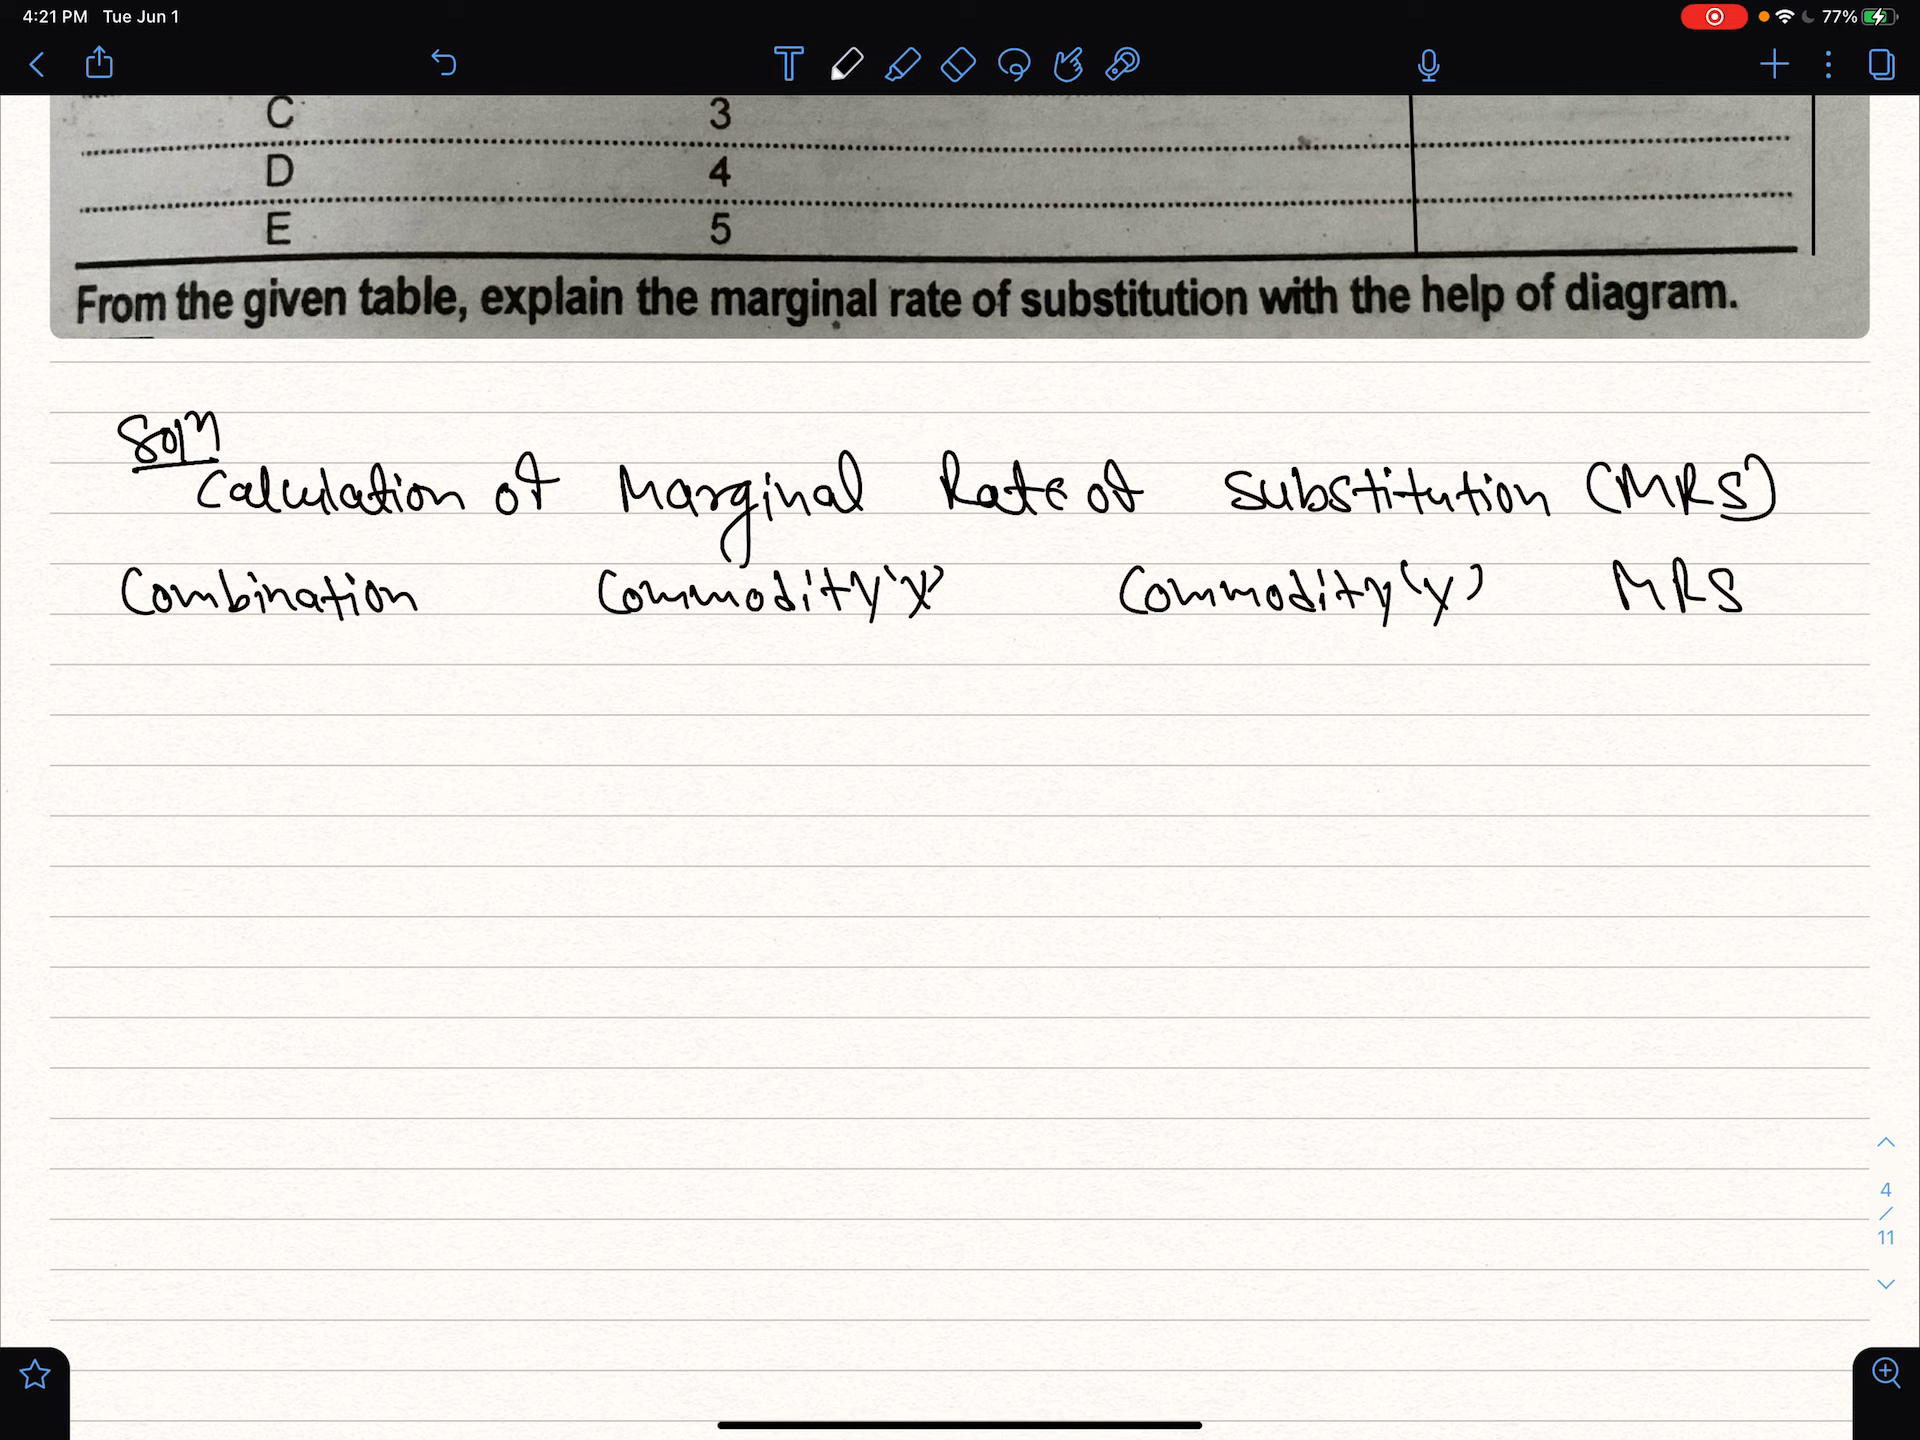 4:21 PM Tue Jun 1
77%
C 3
D 4
E 5
From the given table, explain the marginal rate of substitution with the help of diagram.
Soln
Calculation of Marginal Rate of Substitution (MRS)
Combination Commodity 'X' Commodity 'Y' MRS
4
/
11